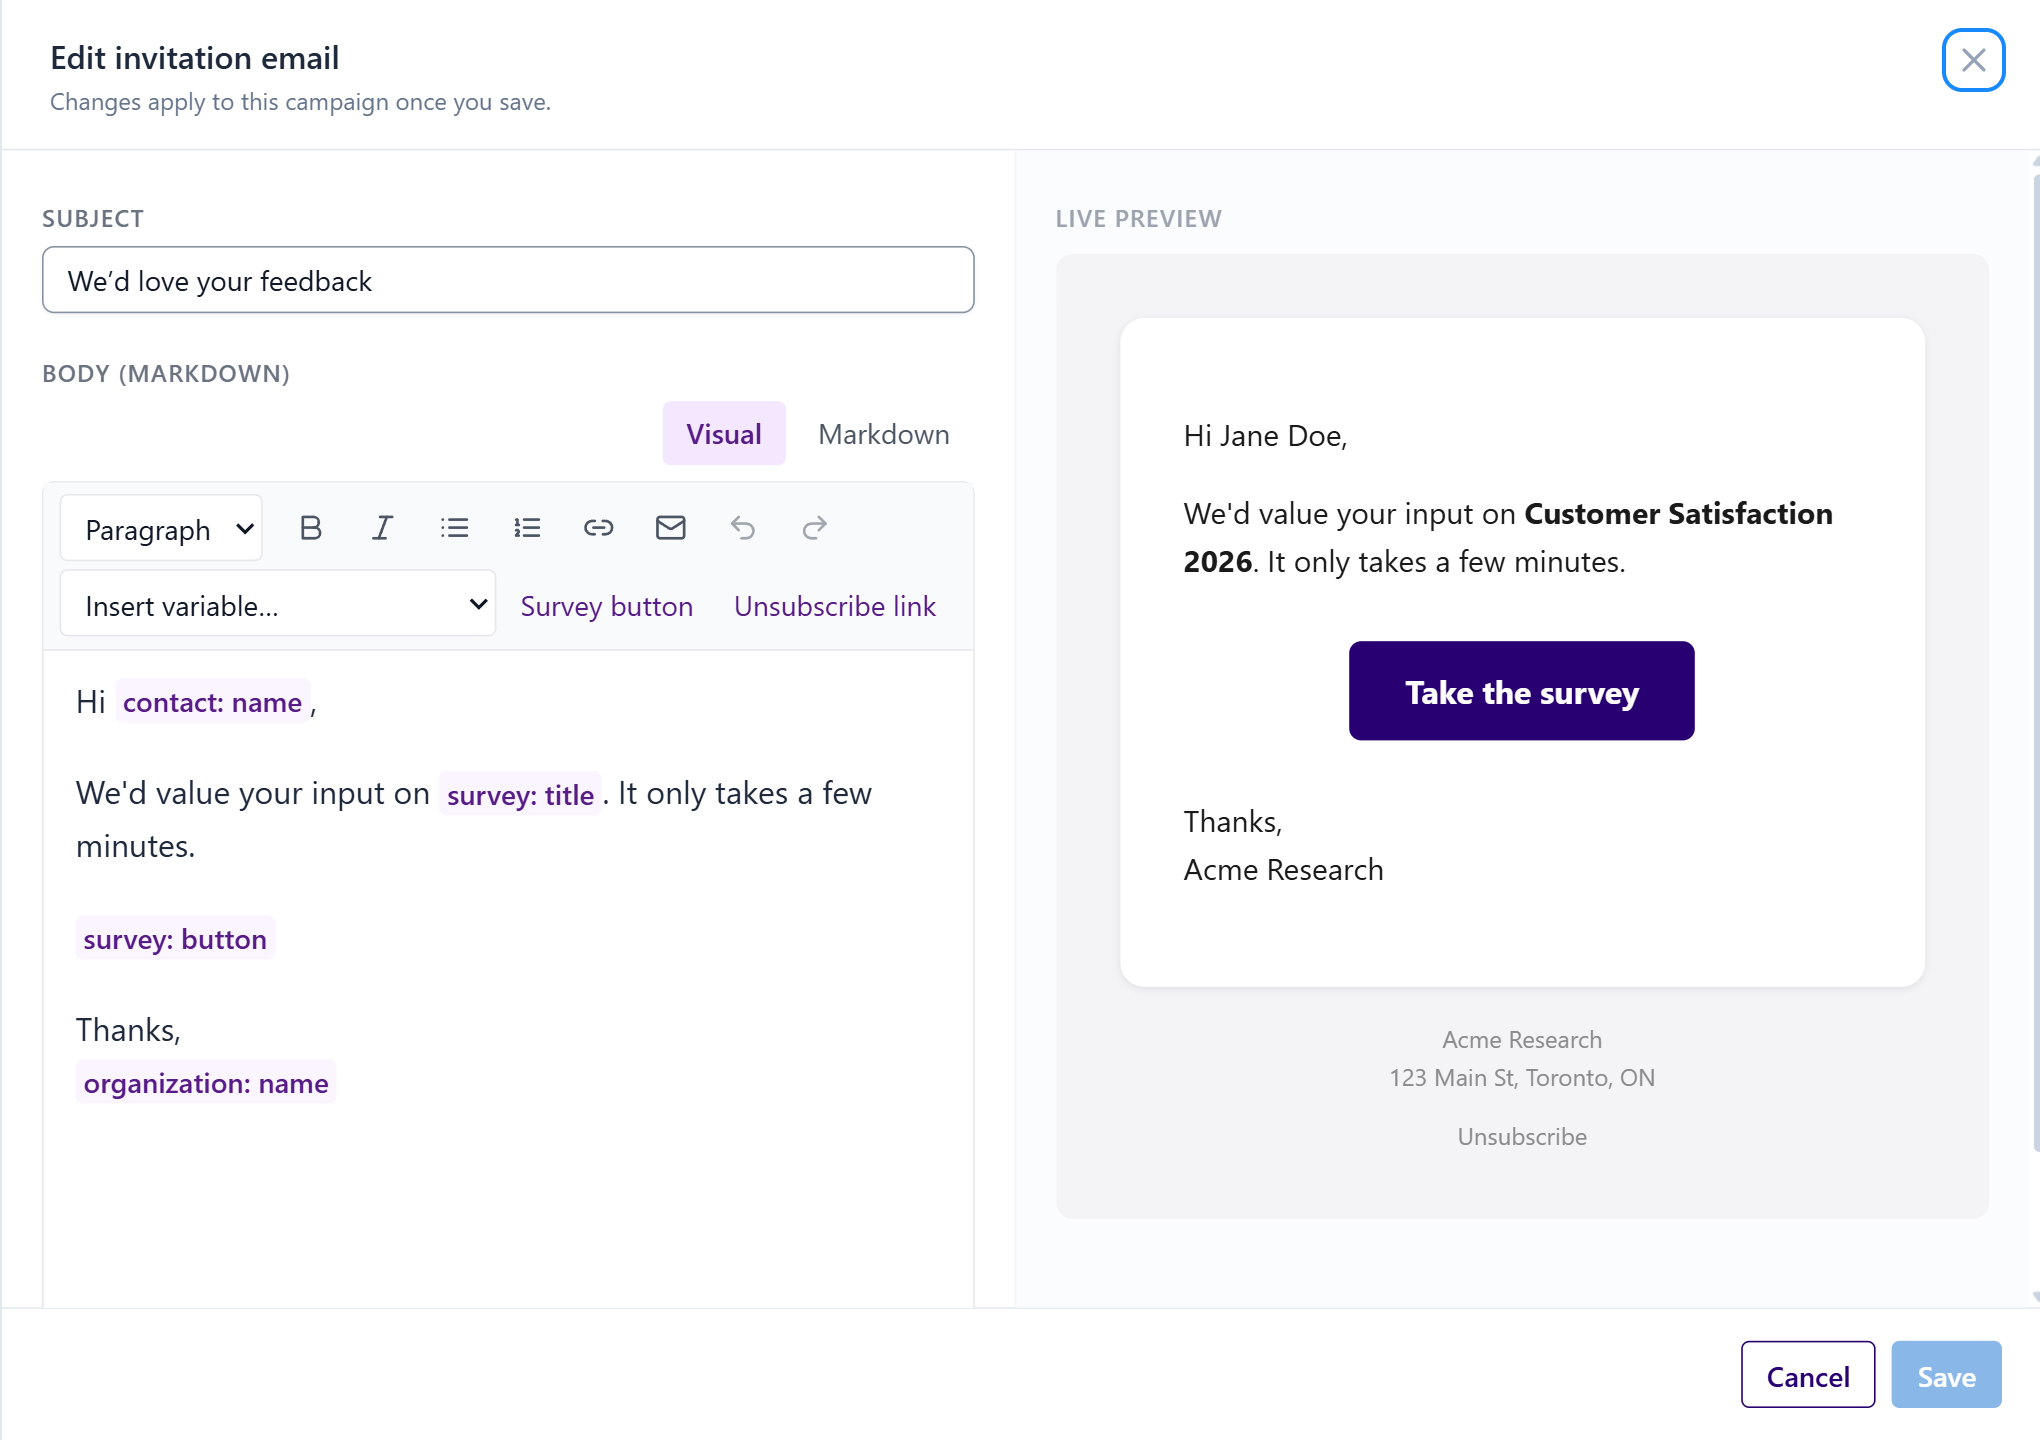 Edit invitation email
Changes apply to this campaign once you save.
SUBJECT
We’d love your feedback
BODY (MARKDOWN)
Visual Markdown
Paragraph
Insert variable... Survey button Unsubscribe link
Hi contact: name ,
We'd value your input on survey: title . It only takes a few
minutes.
survey: button
Thanks,
organization: name
LIVE PREVIEW
Hi Jane Doe,
We'd value your input on Customer Satisfaction
2026. It only takes a few minutes.
Take the survey
Thanks,
Acme Research
Acme Research
123 Main St, Toronto, ON
Unsubscribe
Cancel Save